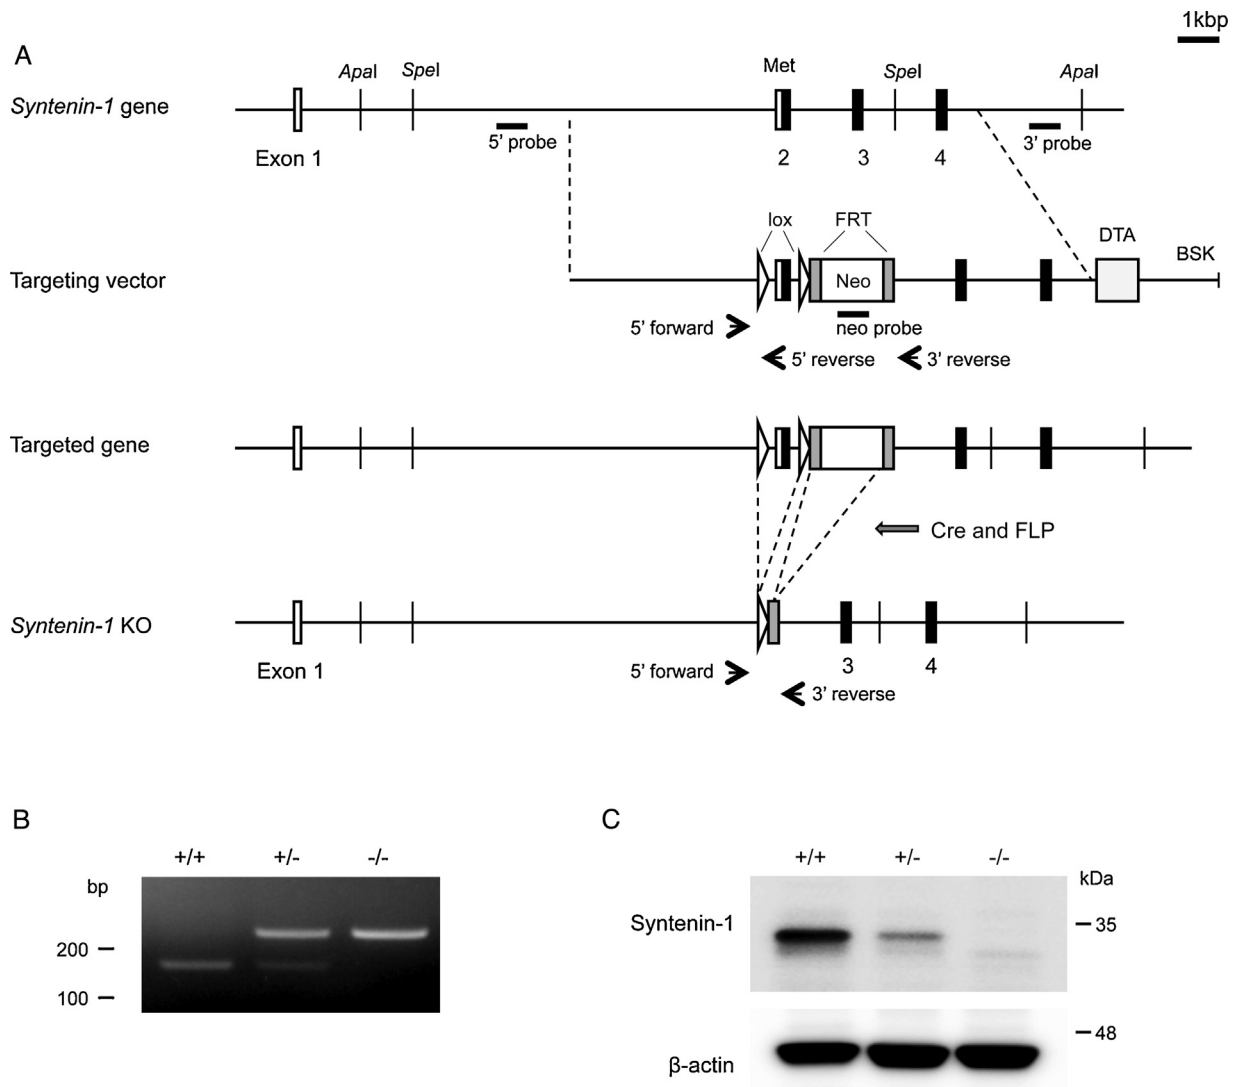 1kbp
A
ApaI SpeI Met SpeI ApaI
Syntenin-1 gene
5’ probe 3’ probe
Exon 1 2 3 4
lox FRT DTA
BSK
Targeting vector Neo
5’ forward neo probe
5’ reverse 3’ reverse
Targeted gene
Cre and FLP
Syntenin-1 KO
Exon 1 5’ forward 3 4
3’ reverse
B
+/+ +/- -/-
bp
200
100
C
+/+ +/- -/-
kDa
Syntenin-1 35
48
β-actin